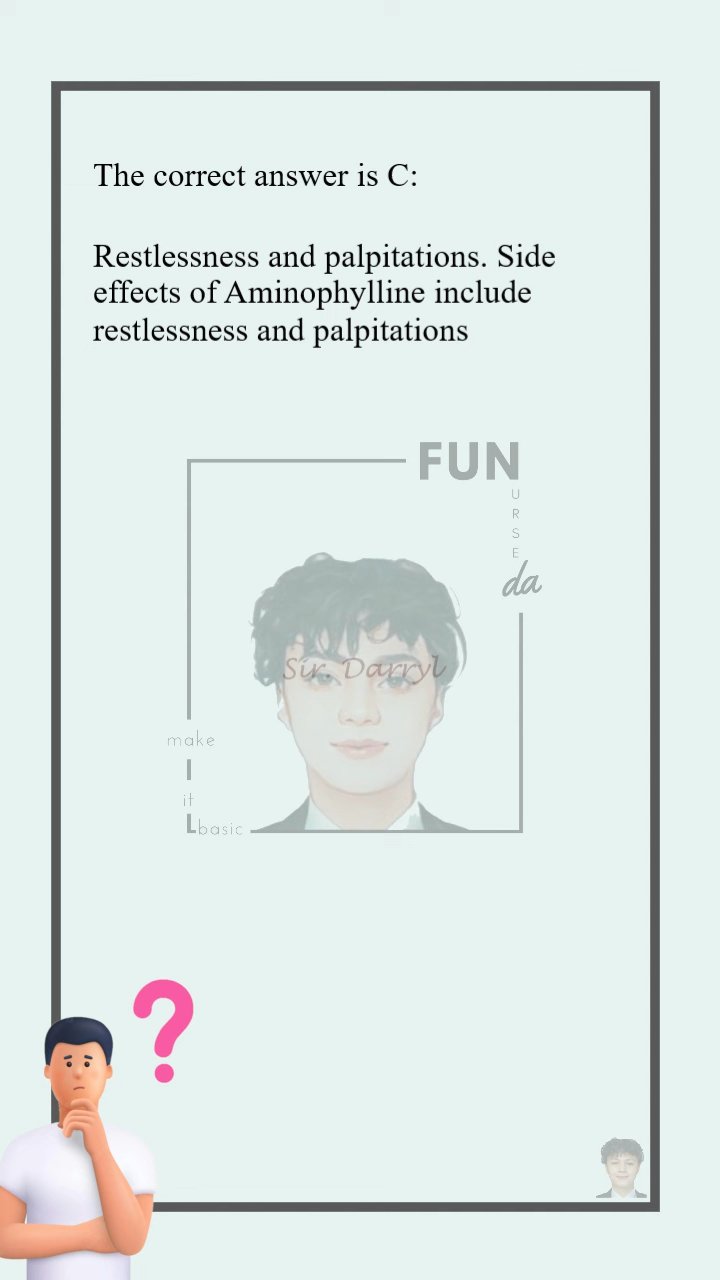 The correct answer is C:
Restlessness and palpitations. Side
effects of Aminophylline include
restlessness and palpitations
FUN
U
R
S
E
da
Sir Darryl
make
it
basic
?